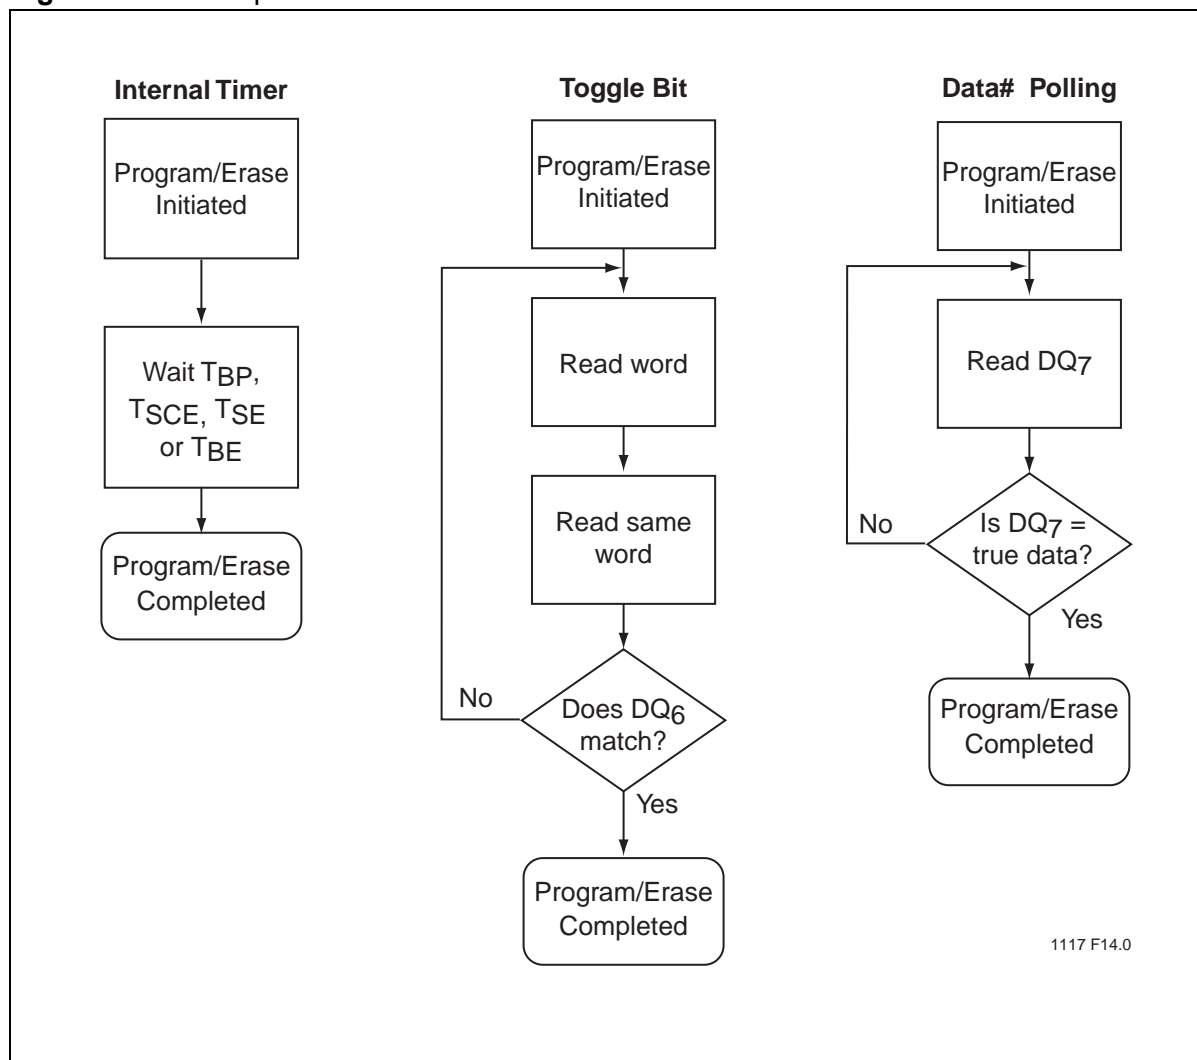 Internal Timer
Program/Erase
Initiated
Wait TBP,
TSCE, TSE
or TBE
Program/Erase
Completed
Toggle Bit
Program/Erase
Initiated
Read word
Read same
word
Does DQ6
match?
No
Yes
Program/Erase
Completed
Data# Polling
Program/Erase
Initiated
Read DQ7
Is DQ7 =
true data?
No
Yes
Program/Erase
Completed
1117 F14.0